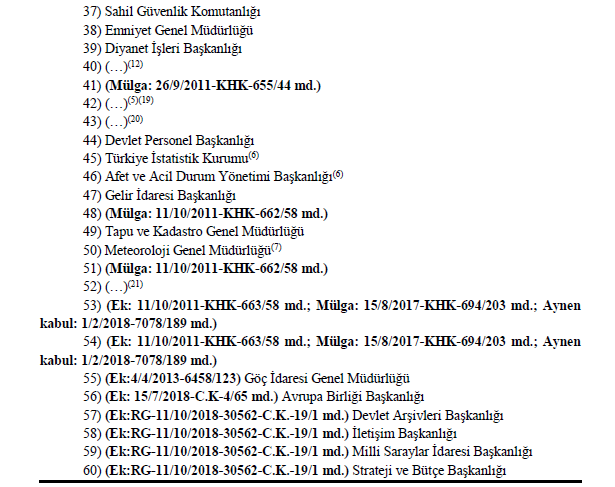 37) Sahil Güvenlik Komutanlığı
38) Emniyet Genel Müdürlüğü
39) Diyanet İşleri Başkanlığı
40) (…)(12)
41) (Mülga: 26/9/2011-KHK-655/44 md.)
42) (…)(5)(19)
43) (…)(20)
44) Devlet Personel Başkanlığı
45) Türkiye İstatistik Kurumu(6)
46) Afet ve Acil Durum Yönetimi Başkanlığı(6)
47) Gelir İdaresi Başkanlığı
48) (Mülga: 11/10/2011-KHK-662/58 md.)
49) Tapu ve Kadastro Genel Müdürlüğü
50) Meteoroloji Genel Müdürlüğü(7)
51) (Mülga: 11/10/2011-KHK-662/58 md.)
52) (…)(21)
53) (Ek: 11/10/2011-KHK-663/58 md.; Mülga: 15/8/2017-KHK-694/203 md.; Aynen
kabul: 1/2/2018-7078/189 md.)
54) (Ek: 11/10/2011-KHK-663/58 md.; Mülga: 15/8/2017-KHK-694/203 md.; Aynen
kabul: 1/2/2018-7078/189 md.)
55) (Ek:4/4/2013-6458/123) Göç İdaresi Genel Müdürlüğü
56) (Ek: 15/7/2018-C.K-4/65 md.) Avrupa Birliği Başkanlığı
57) (Ek:RG-11/10/2018-30562-C.K.-19/1 md.) Devlet Arşivleri Başkanlığı
58) (Ek:RG-11/10/2018-30562-C.K.-19/1 md.) İletişim Başkanlığı
59) (Ek:RG-11/10/2018-30562-C.K.-19/1 md.) Milli Saraylar İdaresi Başkanlığı
60) (Ek:RG-11/10/2018-30562-C.K.-19/1 md.) Strateji ve Bütçe Başkanlığı